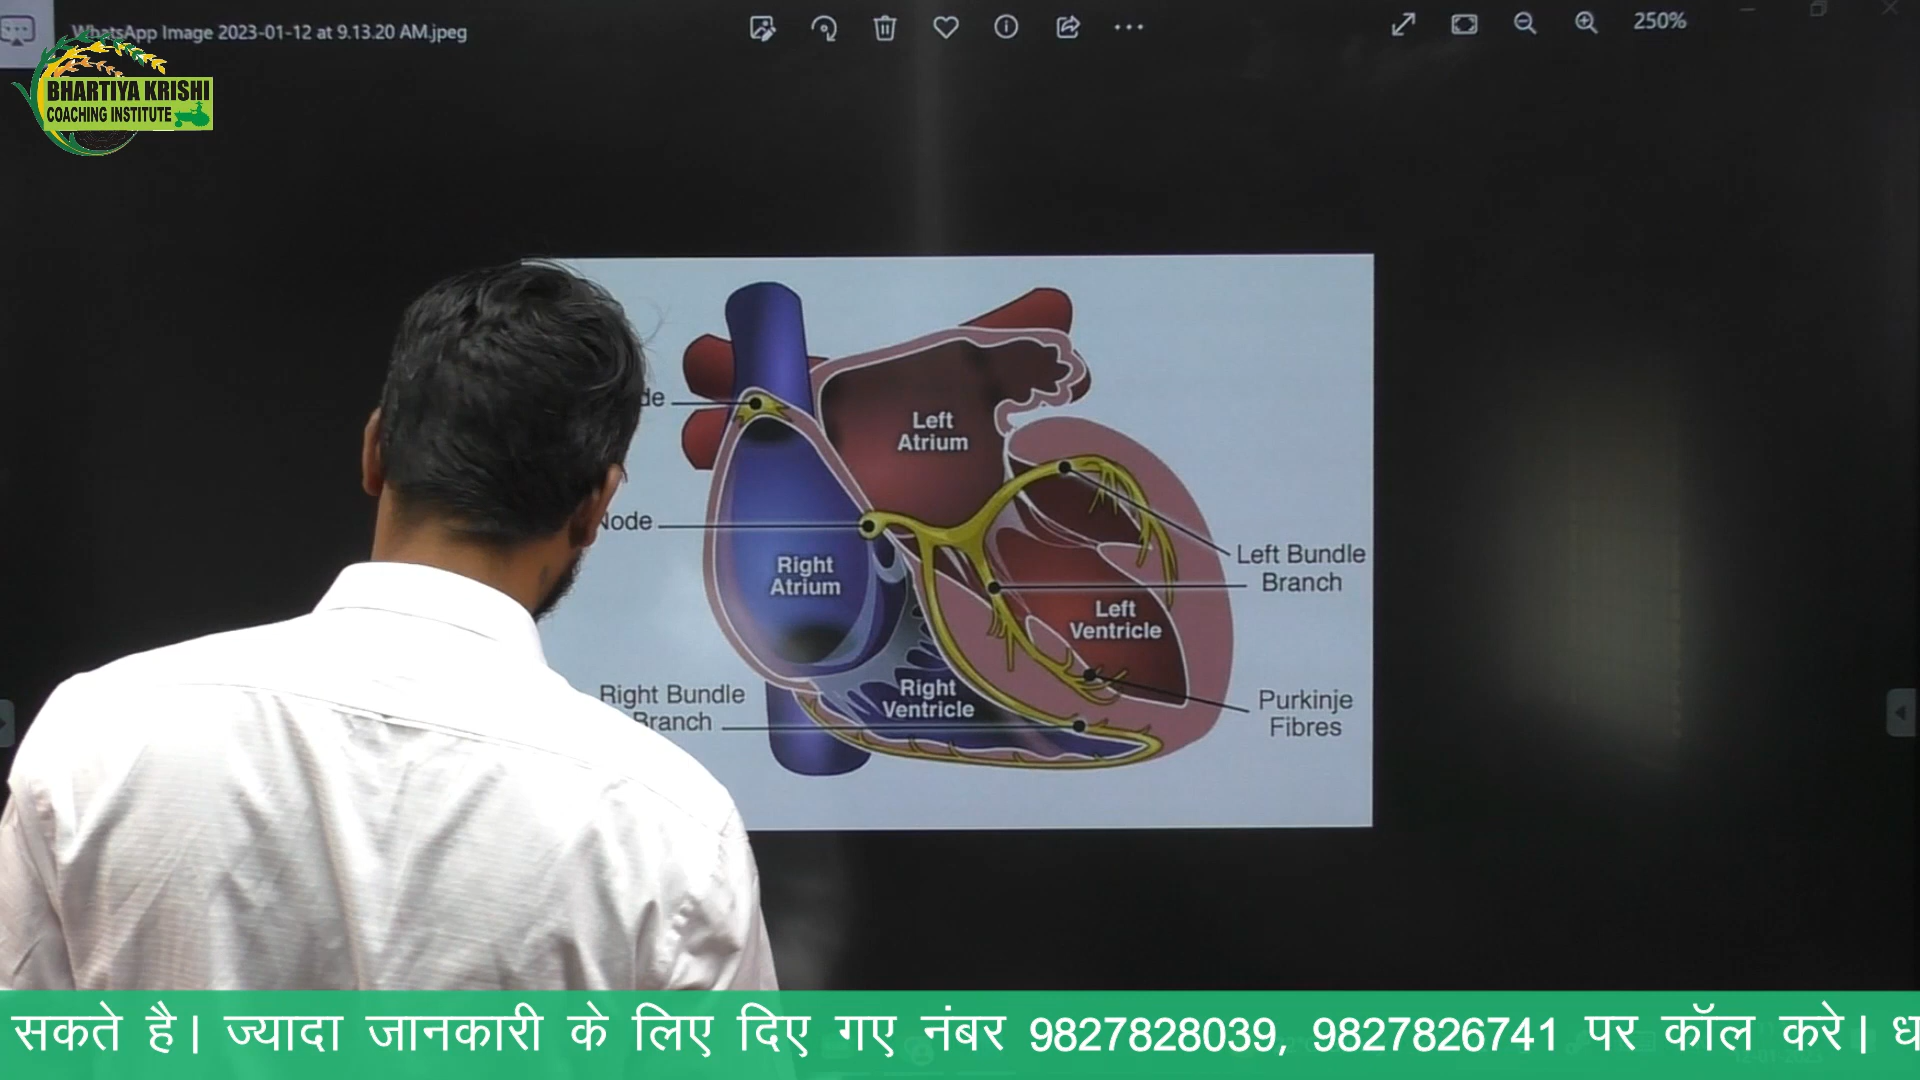 WhatsApp Image 2023-01-12 at 9.13.20 AM.jpeg
250%
BHARTIYA KRISHI
COACHING INSTITUTE
Left
Atrium
Right
Atrium
Left Bundle
Branch
Left
Ventricle
Right Bundle
Branch
Right
Ventricle
Purkinje
Fibres
सकते है। ज्यादा जानकारी के लिए दिए गए नंबर 9827828039, 9827826741 पर कॉल करे।